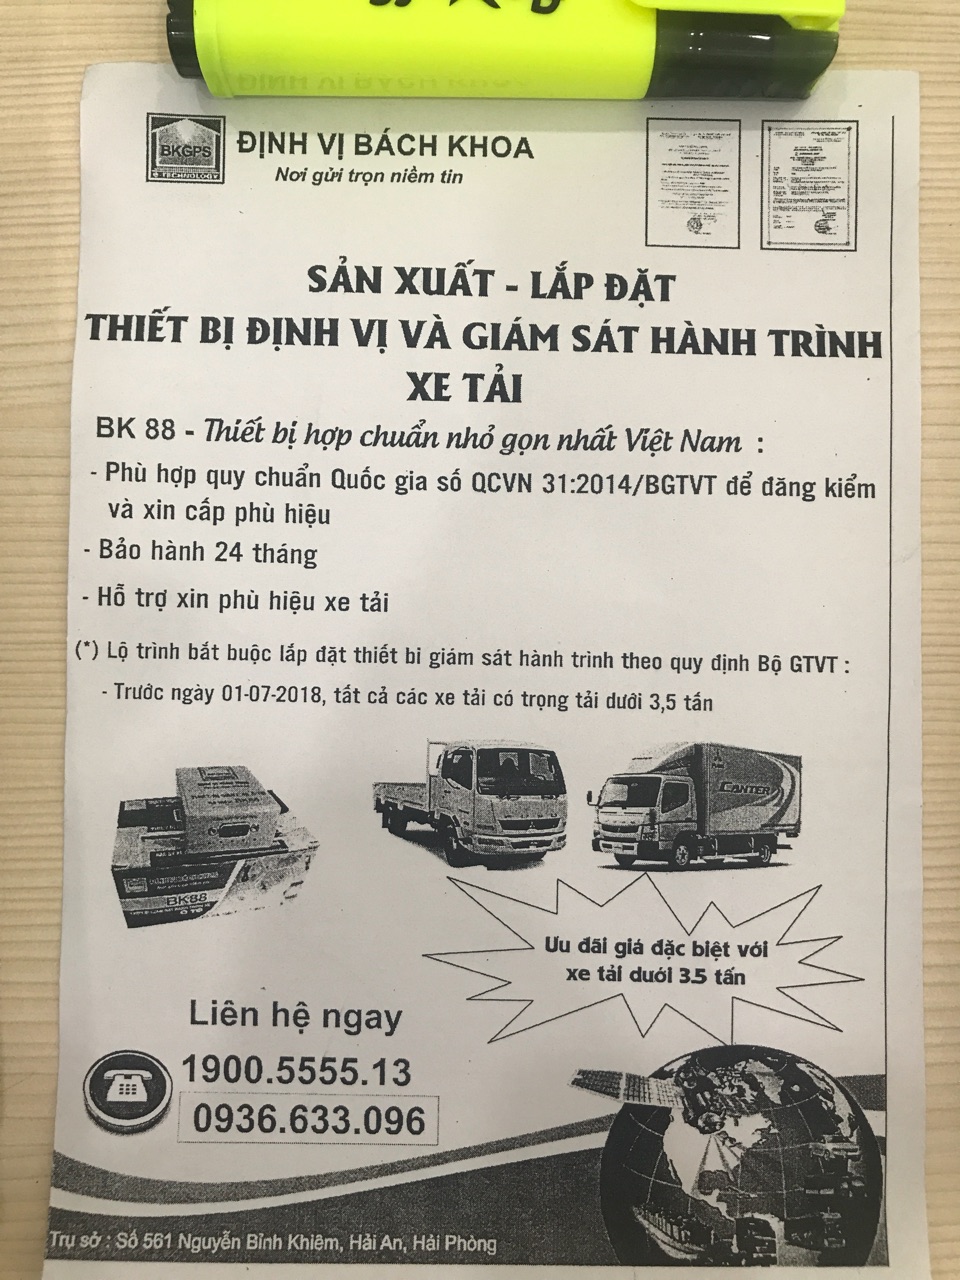 BKGPS
& TECHNOLOGY
ĐỊNH VỊ BÁCH KHOA
Nơi gửi trọn niềm tin
SẢN XUẤT - LẮP ĐẶT
THIẾT BỊ ĐỊNH VỊ VÀ GIÁM SÁT HÀNH TRÌNH
XE TẢI
BK 88 - Thiết bị hợp chuẩn nhỏ gọn nhất Việt Nam :
- Phù hợp quy chuẩn Quốc gia số QCVN 31:2014/BGTVT để đăng kiểm
và xin cấp phù hiệu
- Bảo hành 24 tháng
- Hỗ trợ xin phù hiệu xe tải
(*) Lộ trình bắt buộc lắp đặt thiết bi giám sát hành trình theo quy định Bộ GTVT :
- Trước ngày 01-07-2018, tất cả các xe tải có trọng tải dưới 3,5 tấn
CANTER
BK88
Ô TÔ
Ưu đãi giá đặc biệt với
xe tải dưới 3.5 tấn
Liên hệ ngay
1900.5555.13
0936.633.096
Trụ sở : Số 561 Nguyễn Bỉnh Khiêm, Hải An, Hải Phòng